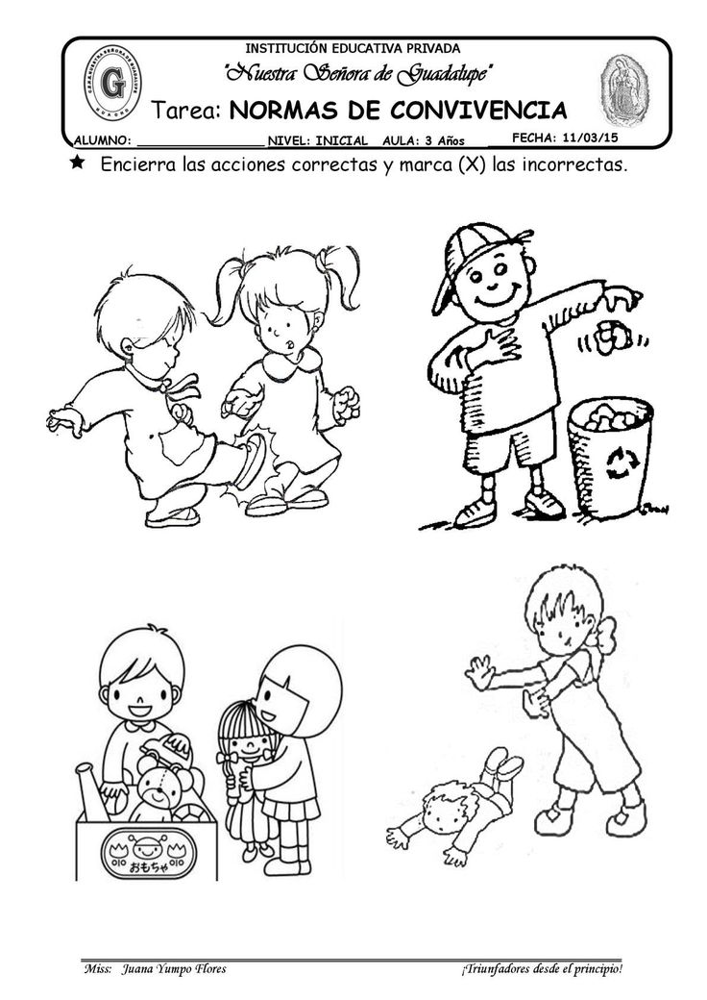 INSTITUCIÓN EDUCATIVA PRIVADA
"Nuestra Señora de Guadalupe"
G
Tarea: NORMAS DE CONVIVENCIA
ALUMNO: ________________ NIVEL: INICIAL AULA: 3 Años FECHA: 11/03/15
Encierra las acciones correctas y marca (X) las incorrectas.
おもちゃ
Miss: Juana Yumpo Flores
¡Triunfadores desde el principio!